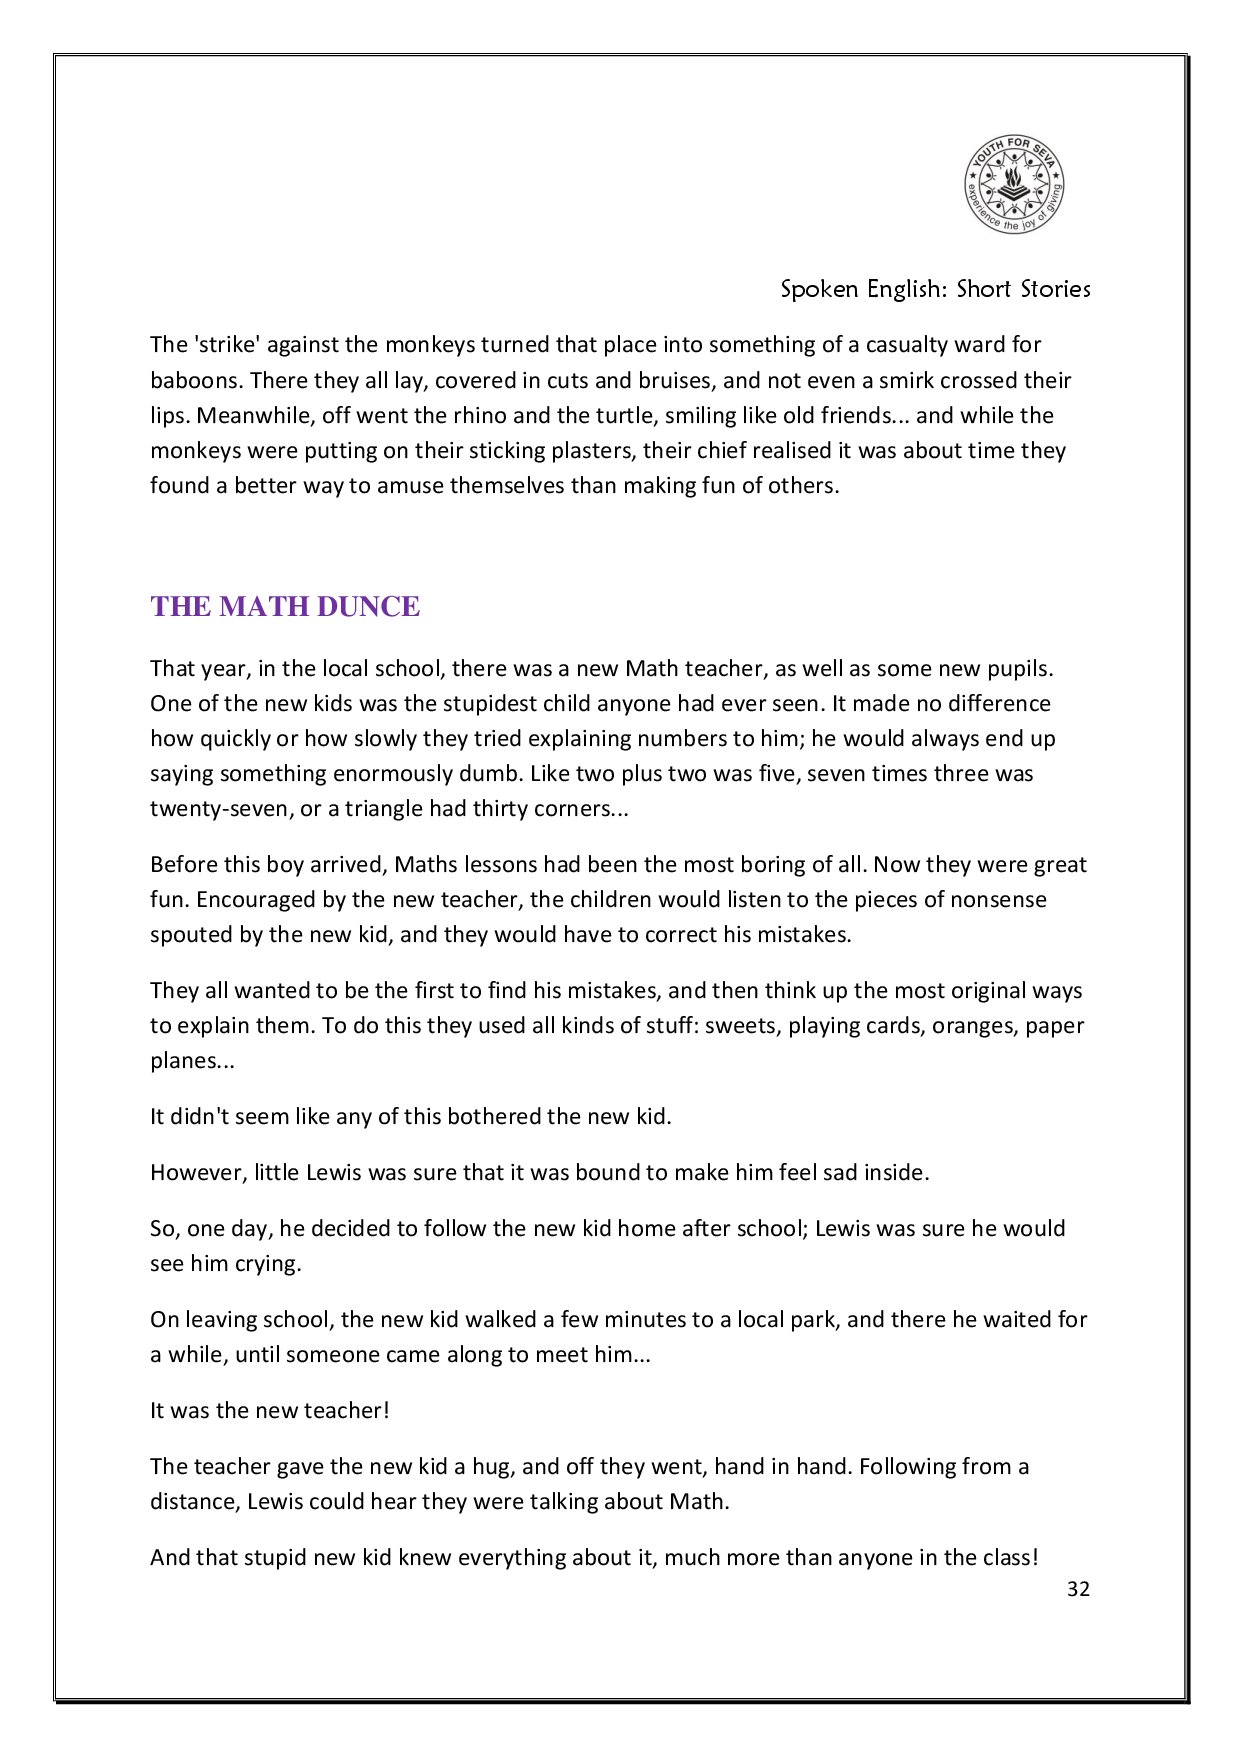 YOUTH FOR SEVA
experience the joy of giving
Spoken English: Short Stories
The 'strike' against the monkeys turned that place into something of a casualty ward for
baboons. There they all lay, covered in cuts and bruises, and not even a smirk crossed their
lips. Meanwhile, off went the rhino and the turtle, smiling like old friends... and while the
monkeys were putting on their sticking plasters, their chief realised it was about time they
found a better way to amuse themselves than making fun of others.
THE MATH DUNCE
That year, in the local school, there was a new Math teacher, as well as some new pupils.
One of the new kids was the stupidest child anyone had ever seen. It made no difference
how quickly or how slowly they tried explaining numbers to him; he would always end up
saying something enormously dumb. Like two plus two was five, seven times three was
twenty-seven, or a triangle had thirty corners...
Before this boy arrived, Maths lessons had been the most boring of all. Now they were great
fun. Encouraged by the new teacher, the children would listen to the pieces of nonsense
spouted by the new kid, and they would have to correct his mistakes.
They all wanted to be the first to find his mistakes, and then think up the most original ways
to explain them. To do this they used all kinds of stuff: sweets, playing cards, oranges, paper
planes...
It didn't seem like any of this bothered the new kid.
However, little Lewis was sure that it was bound to make him feel sad inside.
So, one day, he decided to follow the new kid home after school; Lewis was sure he would
see him crying.
On leaving school, the new kid walked a few minutes to a local park, and there he waited for
a while, until someone came along to meet him...
It was the new teacher!
The teacher gave the new kid a hug, and off they went, hand in hand. Following from a
distance, Lewis could hear they were talking about Math.
And that stupid new kid knew everything about it, much more than anyone in the class!
32